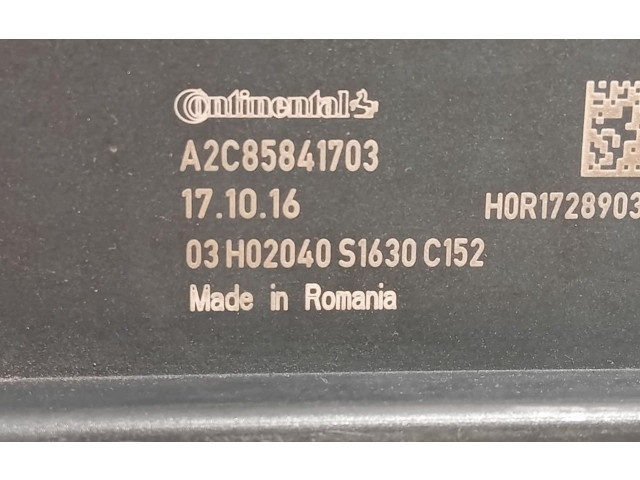 Continental
A2C85841703
17.10.16
H0R1728903
03 H02040 S1630 C152
Made in Romania